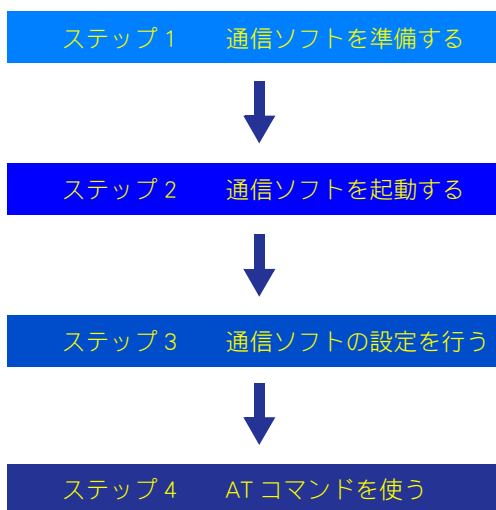 ステップ 1　通信ソフトを準備する
ステップ 2　通信ソフトを起動する
ステップ 3　通信ソフトの設定を行う
ステップ 4　AT コマンドを使う